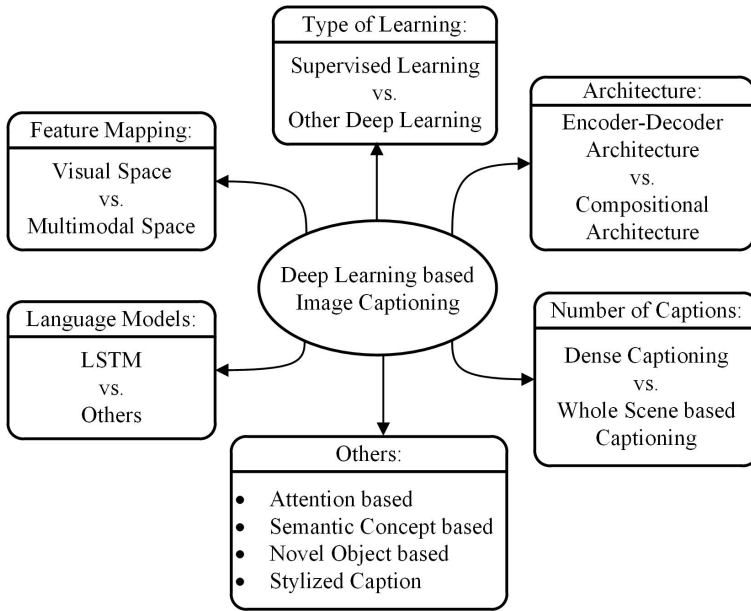 Type of Learning:
Supervised Learning
vs.
Other Deep Learning
Feature Mapping:
Visual Space
vs.
Multimodal Space
Architecture:
Encoder-Decoder
Architecture
vs.
Compositional
Architecture
Deep Learning based
Image Captioning
Language Models:
LSTM
vs.
Others
Number of Captions:
Dense Captioning
vs.
Whole Scene based
Captioning
Others:
• Attention based
• Semantic Concept based
• Novel Object based
• Stylized Caption